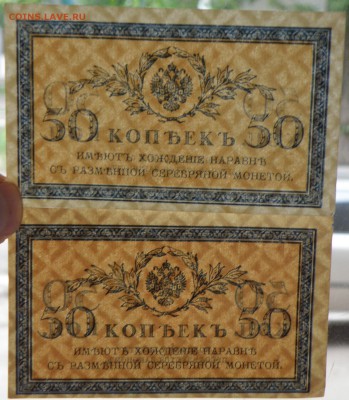 COINS.LAVE.RU
50 КОПѢЕКЪ 50
ИМѢЮТЪ ХОЖДЕНІЕ НАРАВНѢ
СЪ РАЗМѢННОЙ СЕРЕБРЯНОЙ МОНЕТОЙ.
50 КОПѢЕКЪ 50
ИМѢЮТЪ ХОЖДЕНІЕ НАРАВНѢ
СЪ РАЗМѢННОЙ СЕРЕБРЯНОЙ МОНЕТОЙ.